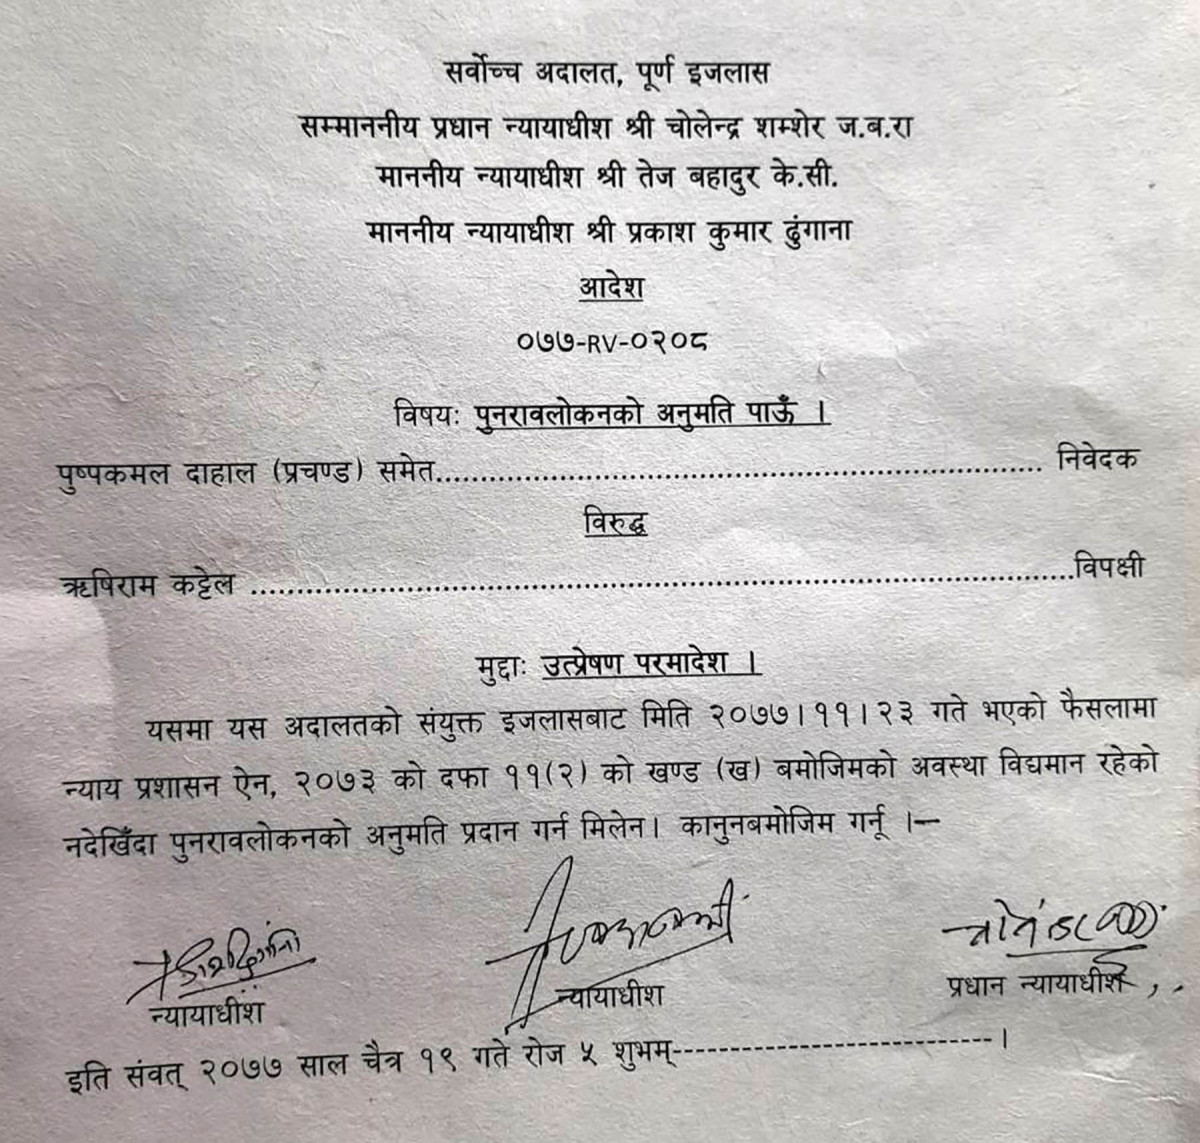 सर्वोच्च अदालत, पूर्ण इजलास
सम्माननीय प्रधान न्यायाधीश श्री चोलेन्द्र शम्शेर ज.ब.रा
माननीय न्यायाधीश श्री तेज बहादुर के.सी.
माननीय न्यायाधीश श्री प्रकाश कुमार ढुंगाना
आदेश
०७७-RV-०२०८
विषयः पुनरावलोकनको अनुमति पाऊँ ।
पुष्पकमल दाहाल (प्रचण्ड) समेत.................................................................... निवेदक
विरुद्ध
ऋषिराम कट्टेल ..........................................................................................विपक्षी
मुद्दाः उत्प्रेषण परमादेश ।
यसमा यस अदालतको संयुक्त इजलासबाट मिति २०७७।११।२३ गते भएको फैसलामा
न्याय प्रशासन ऐन, २०७३ को दफा ११(२) को खण्ड (ख) बमोजिमको अवस्था विद्यमान रहेको
नदेखिँदा पुनरावलोकनको अनुमति प्रदान गर्न मिलेन। कानुनबमोजिम गर्नू ।–
न्यायाधीश न्यायाधीश प्रधान न्यायाधीश
इति संवत् २०७७ साल चैत्र १९ गते रोज ५ शुभम्----------------------------।